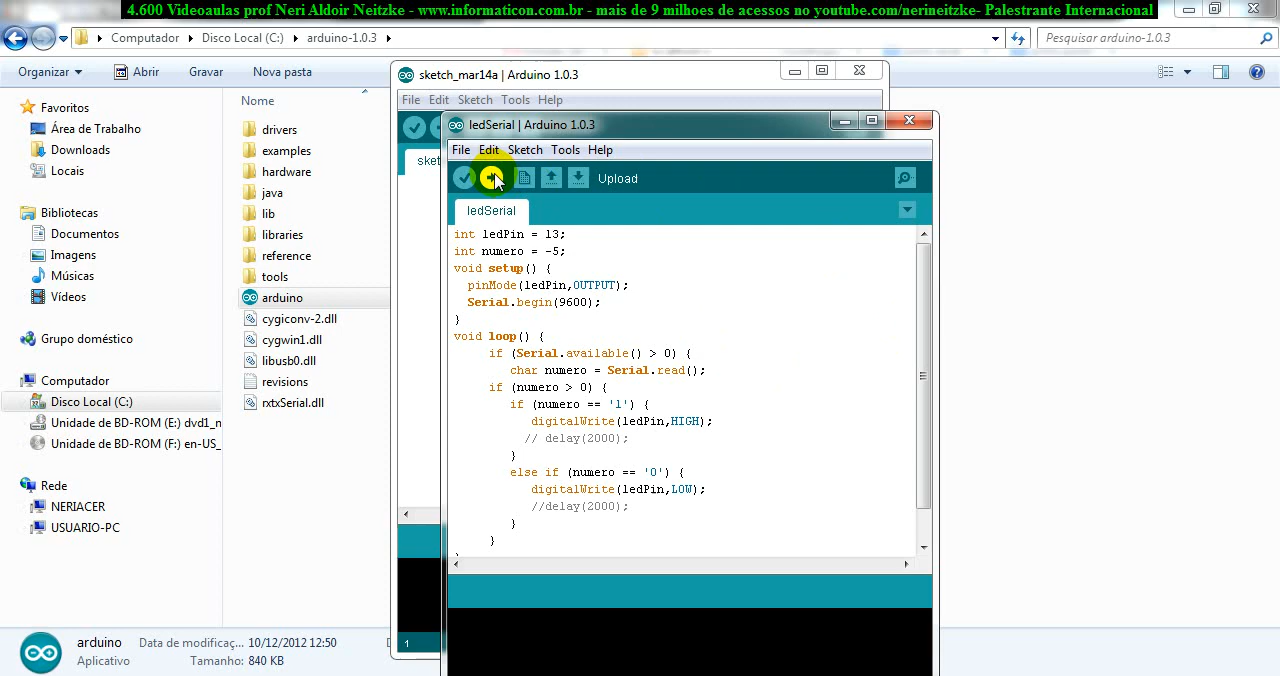 4.600 Videoaulas prof Neri Aldoir Neitzke - www.informaticon.com.br - mais de 9 milhoes de acessos no youtube.com/nerineitzke- Palestrante Internacional
Computador Disco Local (C:) arduino-1.0.3
Pesquisar arduino-1.0.3
Organizar Abrir Gravar Nova pasta
Favoritos
Área de Trabalho
Downloads
Locais
Bibliotecas
Documentos
Imagens
Músicas
Vídeos
Grupo doméstico
Computador
Disco Local (C:)
Unidade de BD-ROM (E:) dvd1_n
Unidade de BD-ROM (F:) en-US_
Rede
NERIACER
USUARIO-PC
Nome
drivers
examples
hardware
java
lib
libraries
reference
tools
arduino
cygiconv-2.dll
cygwin1.dll
libusb0.dll
revisions
rxtxSerial.dll
sketch_mar14a | Arduino 1.0.3
File Edit Sketch Tools Help
sket
1
ledSerial | Arduino 1.0.3
File Edit Sketch Tools Help
Upload
ledSerial
int ledPin = 13;
int numero = -5;
void setup() {
pinMode(ledPin,OUTPUT);
Serial.begin(9600);
}
void loop() {
if (Serial.available() > 0) {
char numero = Serial.read();
if (numero > 0) {
if (numero == '1') {
digitalWrite(ledPin,HIGH);
// delay(2000);
}
else if (numero == '0') {
digitalWrite(ledPin,LOW);
//delay(2000);
}
}
arduino Data de modificaç... 10/12/2012 12:50
Aplicativo Tamanho: 840 KB